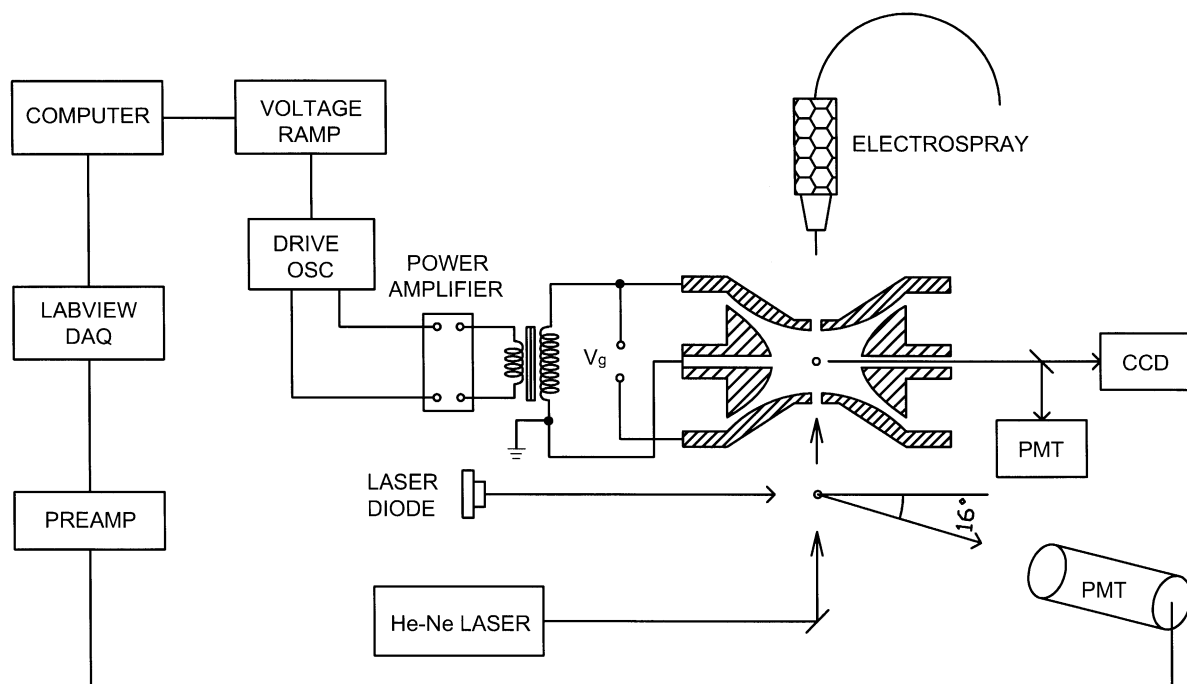 COMPUTER
VOLTAGE
RAMP
ELECTROSPRAY
DRIVE
OSC
POWER
AMPLIFIER
LABVIEW
DAQ
Vg
CCD
PMT
LASER
DIODE
16°
PREAMP
PMT
He-Ne LASER